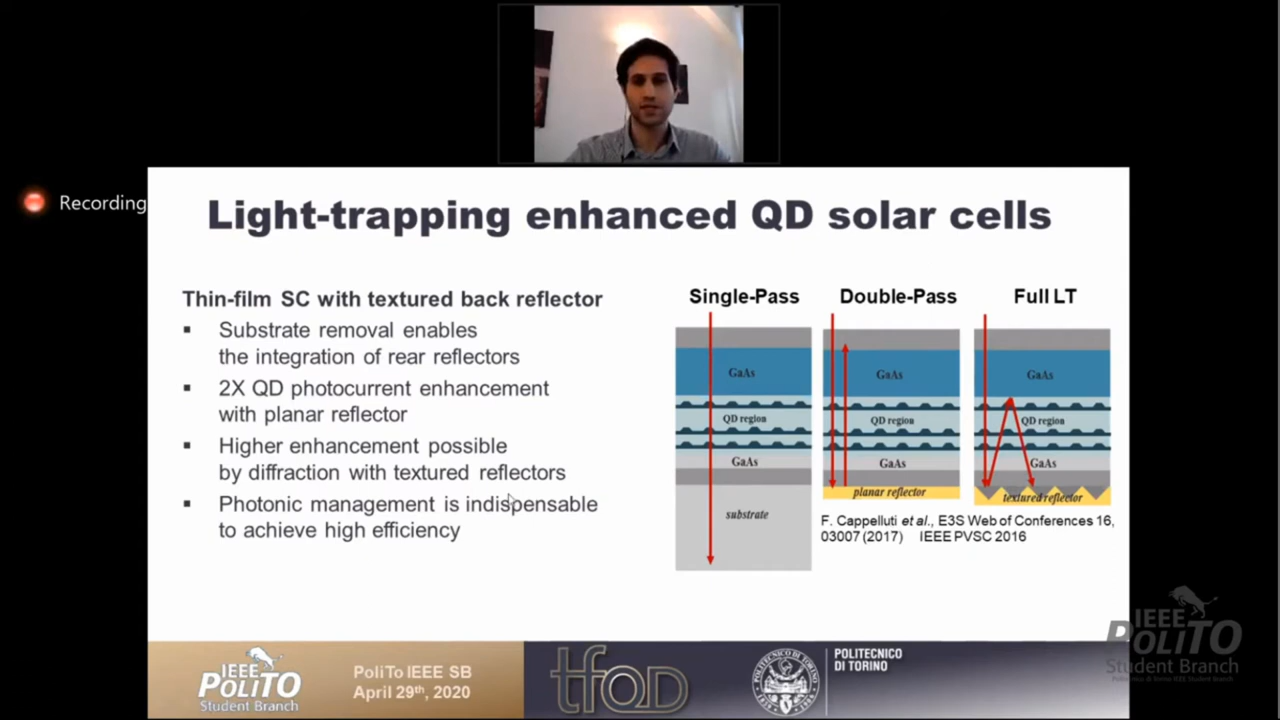 Recording
Light-trapping enhanced QD solar cells
Thin-film SC with textured back reflector
Substrate removal enables
the integration of rear reflectors
2X QD photocurrent enhancement
with planar reflector
Higher enhancement possible
by diffraction with textured reflectors
Photonic management is indispensable
to achieve high efficiency
Single-Pass
Double-Pass
Full LT
GaAs
QD region
GaAs
substrate
GaAs
QD region
GaAs
planar reflector
GaAs
QD region
GaAs
textured reflector
F. Cappelluti et al., E3S Web of Conferences 16,
03007 (2017) IEEE PVSC 2016
IEEE
POLITO
Student Branch
PoliTo IEEE SB
April 29th, 2020
tfQD
POLITECNICO
DI TORINO
IEEE
POLITO
Student Branch